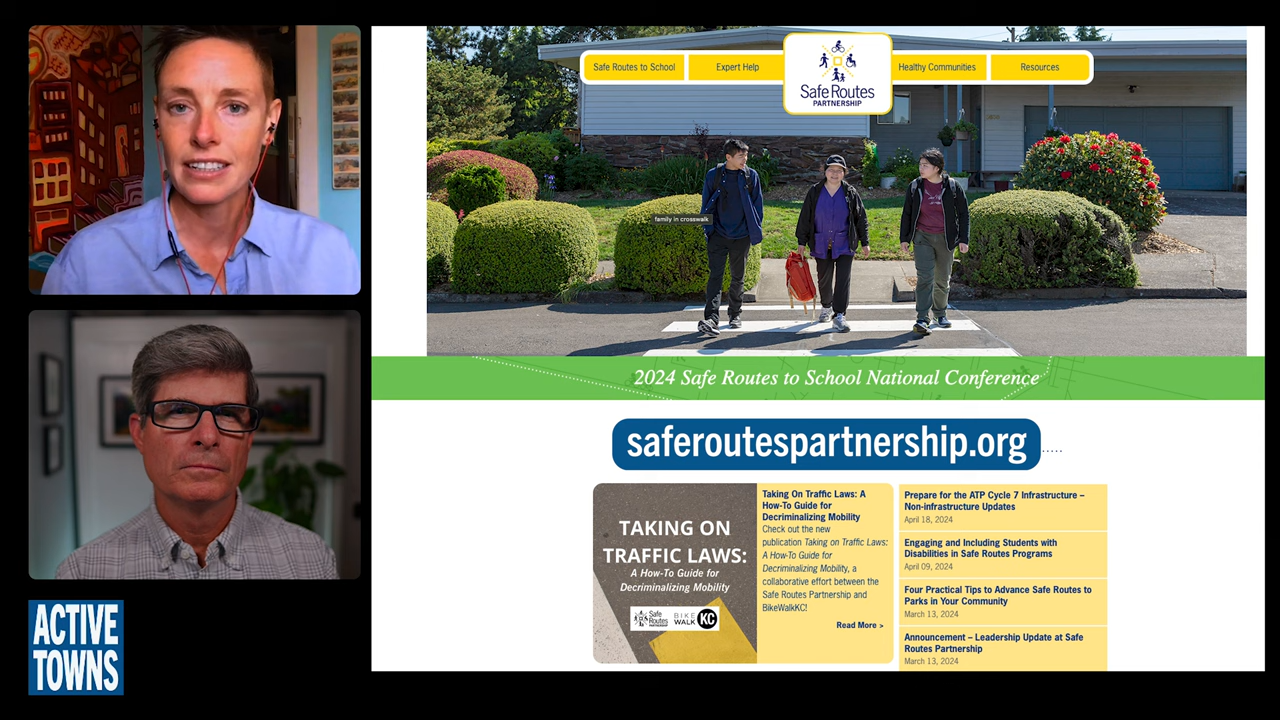 Safe Routes to School
Expert Help
Safe Routes
PARTNERSHIP
Healthy Communities
Resources
family in crosswalk
2024 Safe Routes to School National Conference
saferoutespartnership.org
TAKING ON
TRAFFIC LAWS:
A How-To Guide for
Decriminalizing Mobility
Safe
Routes
PARTNERSHIP
BIKE
WALK
KC
Taking On Traffic Laws: A
How-To Guide for
Decriminalizing Mobility
Check out the new
publication Taking on Traffic Laws:
A How-To Guide for
Decriminalizing Mobility, a
collaborative effort between the
Safe Routes Partnership and
BikeWalkKC!
Read More >
Prepare for the ATP Cycle 7 Infrastructure –
Non-infrastructure Updates
April 18, 2024
Engaging and Including Students with
Disabilities in Safe Routes Programs
April 09, 2024
Four Practical Tips to Advance Safe Routes to
Parks in Your Community
March 13, 2024
Announcement – Leadership Update at Safe
Routes Partnership
March 13, 2024
ACTIVE
TOWNS